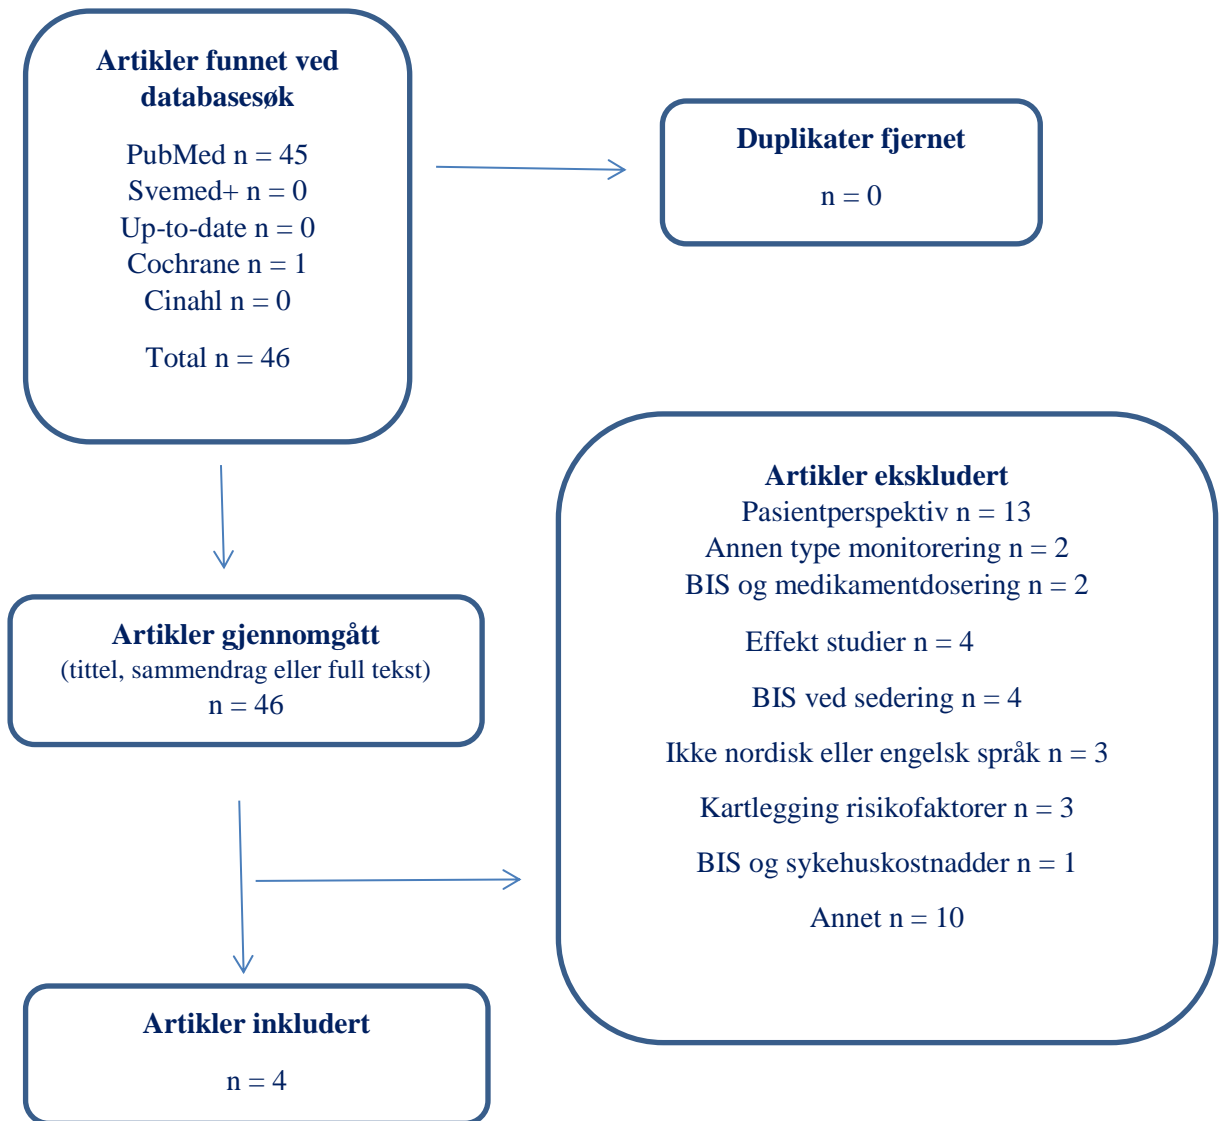 Artikler funnet ved
databasesøk
PubMed n = 45
Svemed+ n = 0
Up-to-date n = 0
Cochrane n = 1
Cinahl n = 0
Total n = 46
Duplikater fjernet
n = 0
Artikler gjennomgått
(tittel, sammendrag eller full tekst)
n = 46
Artikler ekskludert
Pasientperspektiv n = 13
Annen type monitorering n = 2
BIS og medikamentdosering n = 2
Effekt studier n = 4
BIS ved sedering n = 4
Ikke nordisk eller engelsk språk n = 3
Kartlegging risikofaktorer n = 3
BIS og sykehuskostnadder n = 1
Annet n = 10
Artikler inkludert
n = 4